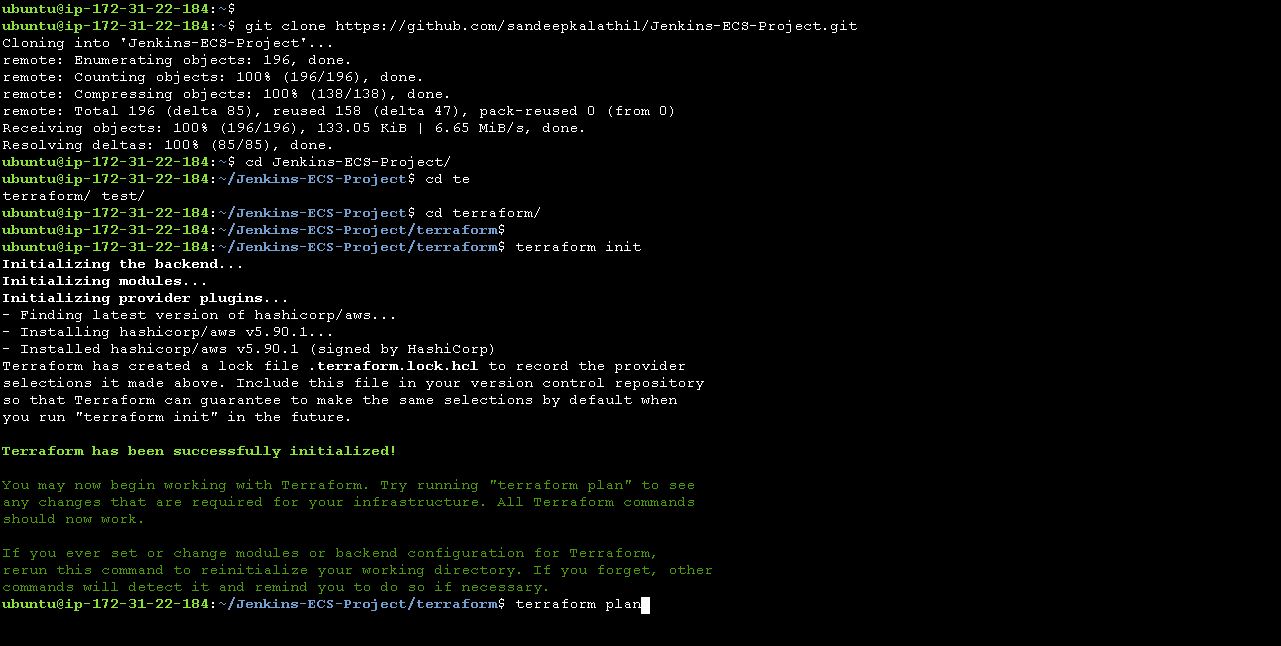 ubuntu@ip-172-31-22-184:~$
ubuntu@ip-172-31-22-184:~$ git clone https://github.com/sandeepkalathil/Jenkins-ECS-Project.git
Cloning into 'Jenkins-ECS-Project'...
remote: Enumerating objects: 196, done.
remote: Counting objects: 100% (196/196), done.
remote: Compressing objects: 100% (138/138), done.
remote: Total 196 (delta 85), reused 158 (delta 47), pack-reused 0 (from 0)
Receiving objects: 100% (196/196), 133.05 KiB | 6.65 MiB/s, done.
Resolving deltas: 100% (85/85), done.
ubuntu@ip-172-31-22-184:~$ cd Jenkins-ECS-Project/
ubuntu@ip-172-31-22-184:~/Jenkins-ECS-Project$ cd te
terraform/ test/
ubuntu@ip-172-31-22-184:~/Jenkins-ECS-Project$ cd terraform/
ubuntu@ip-172-31-22-184:~/Jenkins-ECS-Project/terraform$
ubuntu@ip-172-31-22-184:~/Jenkins-ECS-Project/terraform$ terraform init
Initializing the backend...
Initializing modules...
Initializing provider plugins...
- Finding latest version of hashicorp/aws...
- Installing hashicorp/aws v5.90.1...
- Installed hashicorp/aws v5.90.1 (signed by HashiCorp)
Terraform has created a lock file .terraform.lock.hcl to record the provider
selections it made above. Include this file in your version control repository
so that Terraform can guarantee to make the same selections by default when
you run "terraform init" in the future.
Terraform has been successfully initialized!
You may now begin working with Terraform. Try running "terraform plan" to see
any changes that are required for your infrastructure. All Terraform commands
should now work.
If you ever set or change modules or backend configuration for Terraform,
rerun this command to reinitialize your working directory. If you forget, other
commands will detect it and remind you to do so if necessary.
ubuntu@ip-172-31-22-184:~/Jenkins-ECS-Project/terraform$ terraform plan